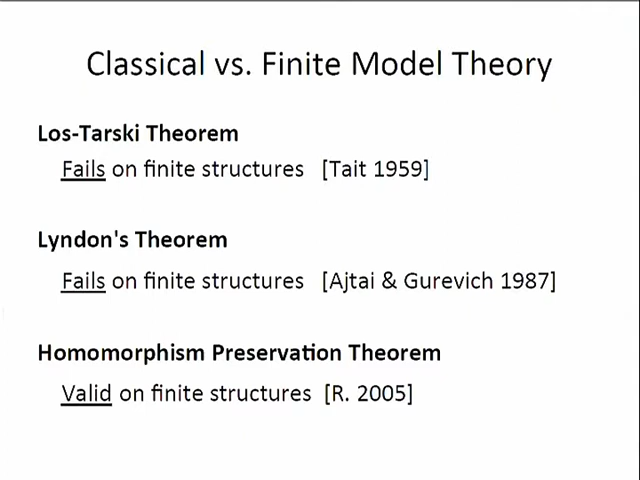 Classical vs. Finite Model Theory
Los-Tarski Theorem
Fails on finite structures [Tait 1959]
Lyndon's Theorem
Fails on finite structures [Ajtai & Gurevich 1987]
Homomorphism Preservation Theorem
Valid on finite structures [R. 2005]